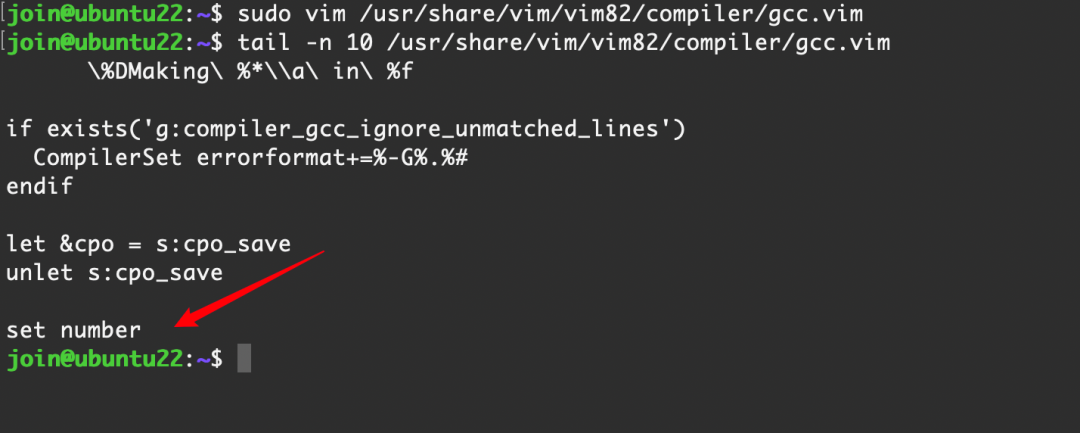 [join@ubuntu22:~$ sudo vim /usr/share/vim/vim82/compiler/gcc.vim
[join@ubuntu22:~$ tail -n 10 /usr/share/vim/vim82/compiler/gcc.vim
      \%DMaking\ %*\\a\ in\ %f

if exists('g:compiler_gcc_ignore_unmatched_lines')
  CompilerSet errorformat+=%-G%.%#
endif

let &cpo = s:cpo_save
unlet s:cpo_save

set number
join@ubuntu22:~$